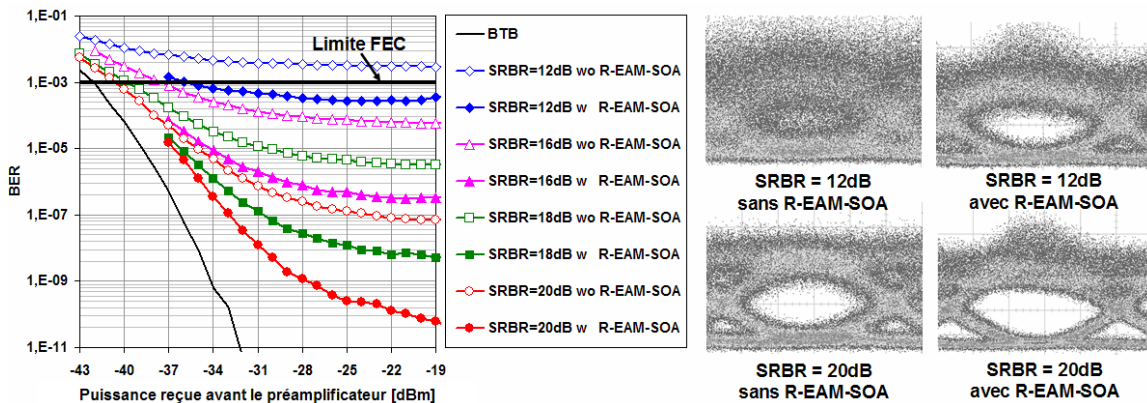 1,E-01
1,E-03
1,E-05
1,E-07
1,E-09
1,E-11
BER
Limite FEC
-43 -40 -37 -34 -31 -28 -25 -22 -19
Puissance reçue avant le préamplificateur [dBm]
BTB
SRBR=12dB wo R-EAM-SOA
SRBR=12dB w R-EAM-SOA
SRBR=16dB wo R-EAM-SOA
SRBR=16dB w R-EAM-SOA
SRBR=18dB wo R-EAM-SOA
SRBR=18dB w R-EAM-SOA
SRBR=20dB wo R-EAM-SOA
SRBR=20dB w R-EAM-SOA
SRBR = 12dB
sans R-EAM-SOA
SRBR = 12dB
avec R-EAM-SOA
SRBR = 20dB
sans R-EAM-SOA
SRBR = 20dB
avec R-EAM-SOA